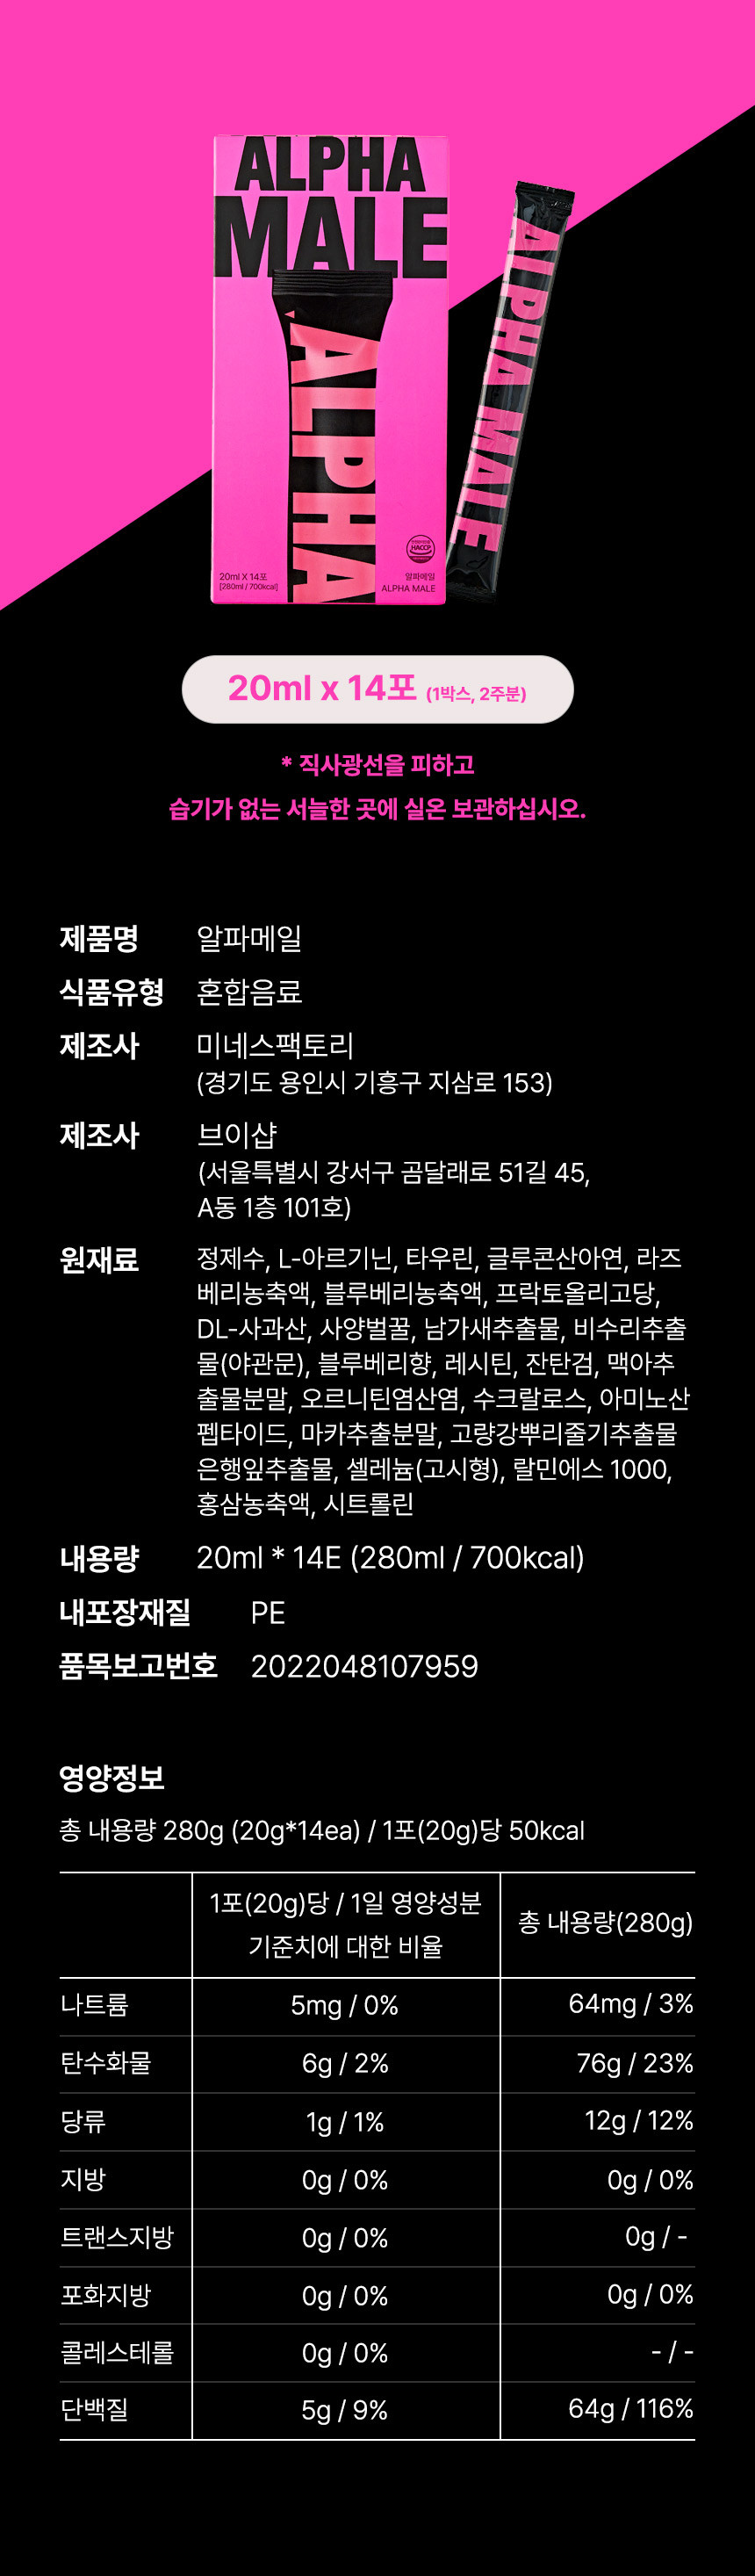 ALPHA
MALE
ALPHA
HACCP
20ml X 14포
[280ml / 700kcal]
알파메일
ALPHA MALE
ALPHA MALE
20ml x 14포 (1박스, 2주분)
* 직사광선을 피하고
습기가 없는 서늘한 곳에 실온 보관하십시오.
제품명 알파메일
식품유형 혼합음료
제조사 미네스팩토리
(경기도 용인시 기흥구 지삼로 153)
제조사 브이샵
(서울특별시 강서구 곰달래로 51길 45,
A동 1층 101호)
원재료 정제수, L-아르기닌, 타우린, 글루콘산아연, 라즈
베리농축액, 블루베리농축액, 프락토올리고당,
DL-사과산, 사양벌꿀, 남가새추출물, 비수리추출
물(야관문), 블루베리향, 레시틴, 잔탄검, 맥아추
출물분말, 오르니틴염산염, 수크랄로스, 아미노산
펩타이드, 마카추출분말, 고량강뿌리줄기추출물
은행잎추출물, 셀레늄(고시형), 랄민에스 1000,
홍삼농축액, 시트룰린
내용량 20ml * 14E (280ml / 700kcal)
내포장재질 PE
품목보고번호 2022048107959
영양정보
총 내용량 280g (20g*14ea) / 1포(20g)당 50kcal
1포(20g)당 / 1일 영양성분
기준치에 대한 비율
총 내용량(280g)
나트륨 5mg / 0% 64mg / 3%
탄수화물 6g / 2% 76g / 23%
당류 1g / 1% 12g / 12%
지방 0g / 0% 0g / 0%
트랜스지방 0g / 0% 0g / -
포화지방 0g / 0% 0g / 0%
콜레스테롤 0g / 0% - / -
단백질 5g / 9% 64g / 116%